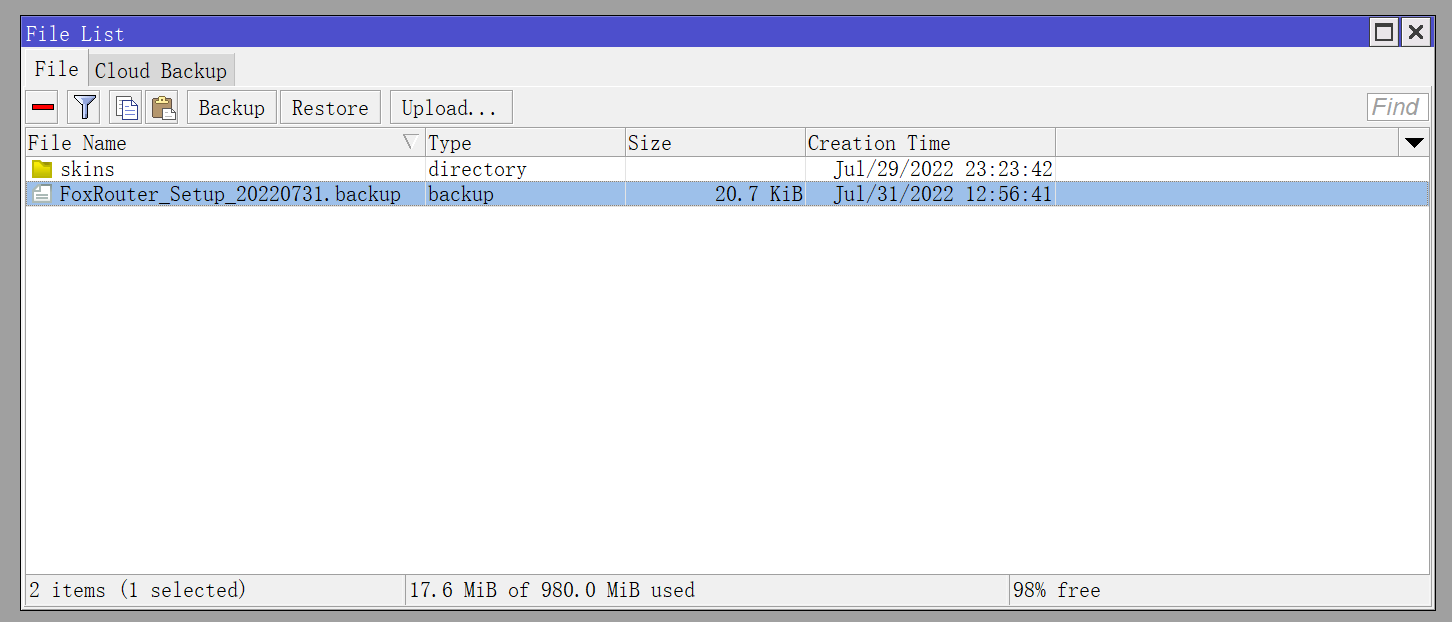 File List
File Cloud Backup
Backup Restore Upload... Find
File Name Type Size Creation Time
skins directory Jul/29/2022 23:23:42
FoxRouter_Setup_20220731.backup backup 20.7 KiB Jul/31/2022 12:56:41
2 items (1 selected) 17.6 MiB of 980.0 MiB used 98% free